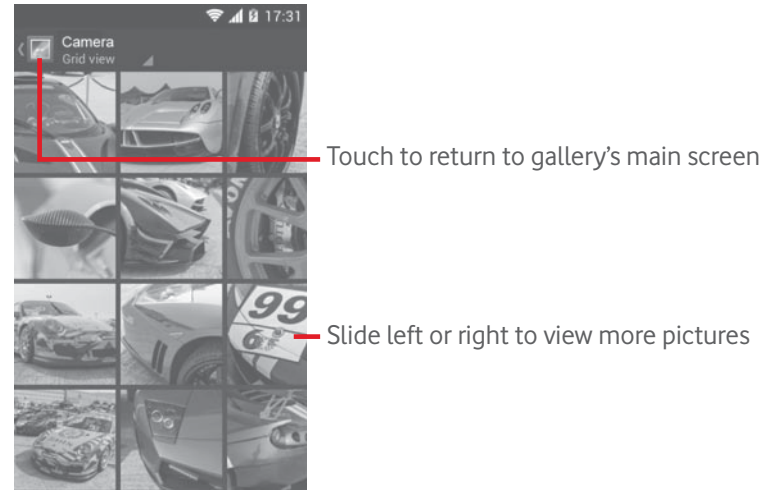 17:31
Camera
Grid view
Touch to return to gallery's main screen
99
Slide left or right to view more pictures